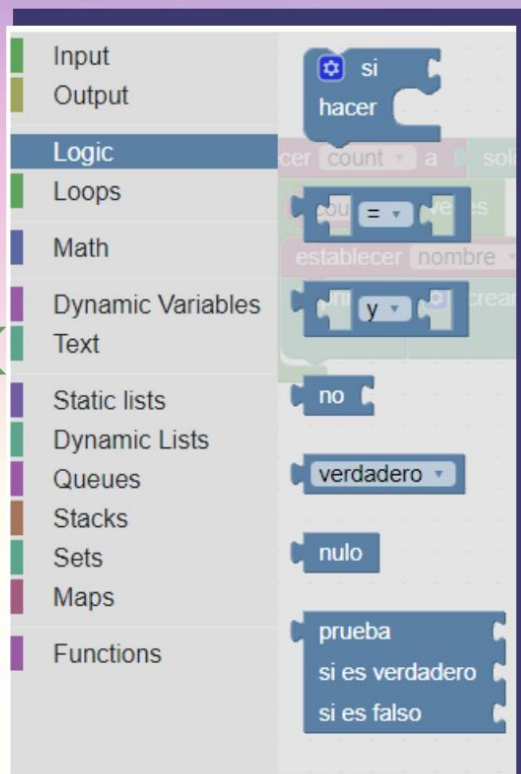 Input
Output
Logic
Loops
Math
Dynamic Variables
Text
Static lists
Dynamic Lists
Queues
Stacks
Sets
Maps
Functions
si
hacer
count a
=
establecer nombre
y
no
verdadero
nulo
prueba
si es verdadero
si es falso